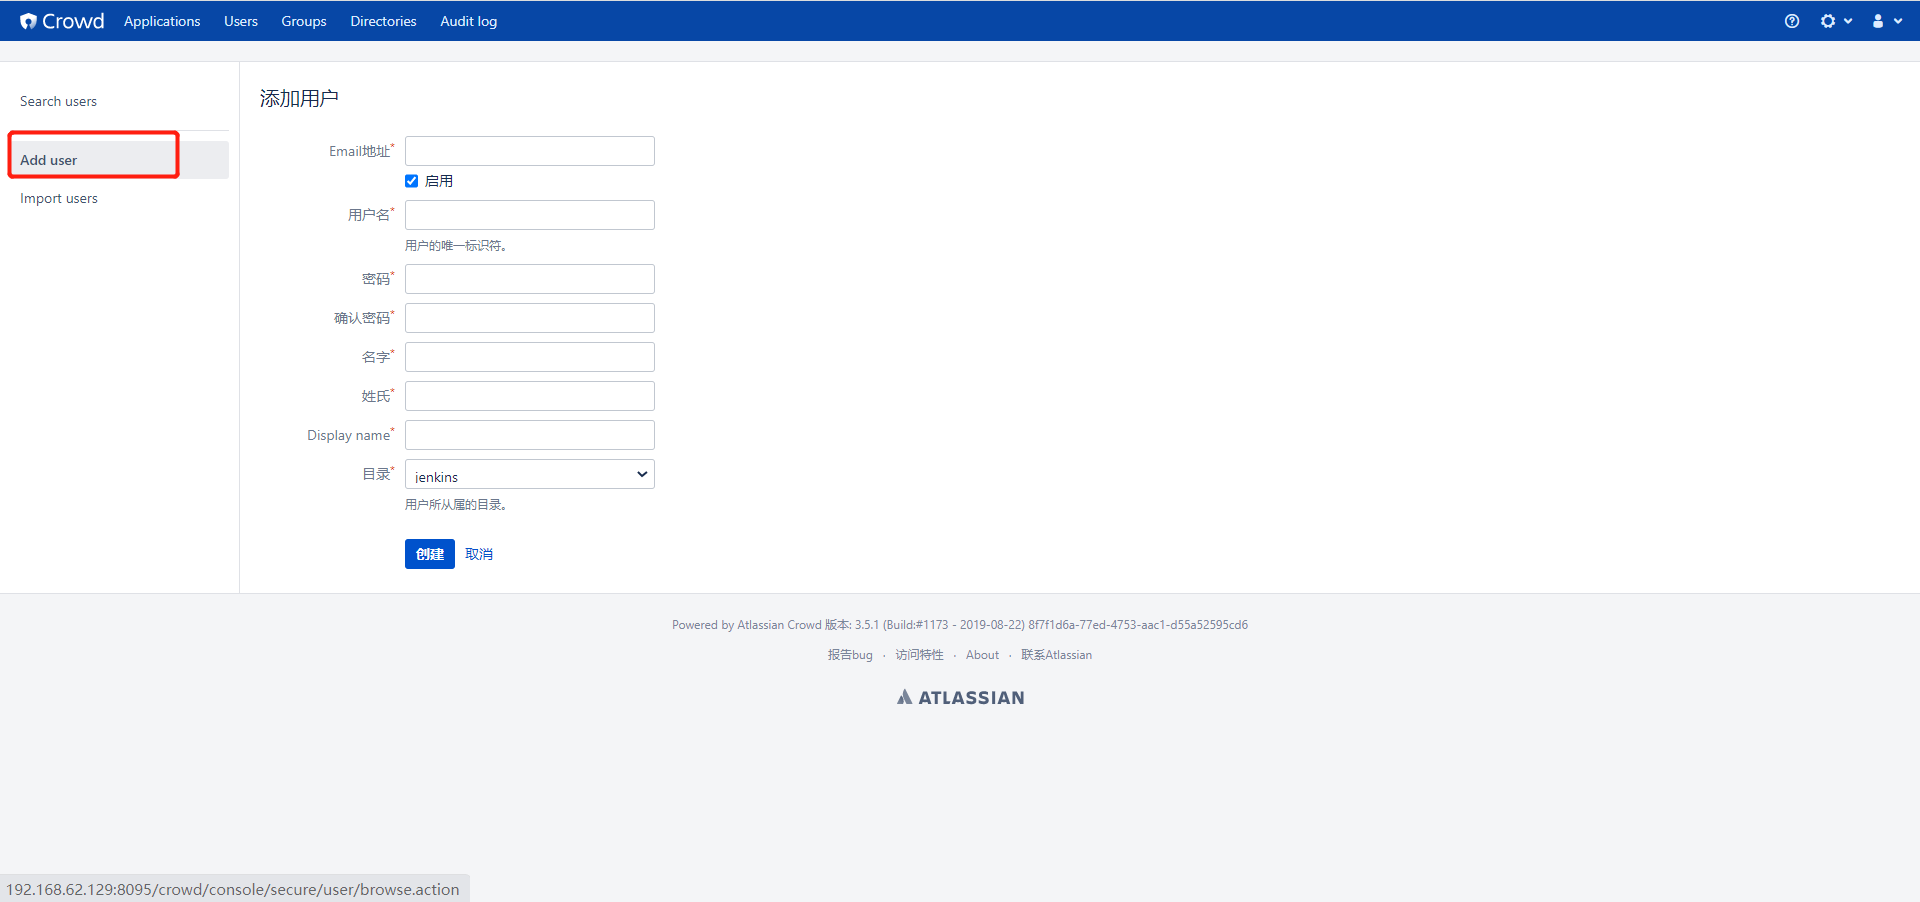 Crowd Applications Users Groups Directories Audit log
Search users
Add user
Import users
添加用户
Email地址*
启用
用户名*
用户的唯一标识符。
密码*
确认密码*
名字*
姓氏*
Display name*
目录* jenkins
用户所从属的目录。
创建 取消
Powered by Atlassian Crowd 版本: 3.5.1 (Build:#1173 - 2019-08-22) 8f7f1d6a-77ed-4753-aac1-d55a52595cd6
报告bug · 访问特性 · About · 联系Atlassian
ATLASSIAN
192.168.62.129:8095/crowd/console/secure/user/browse.action